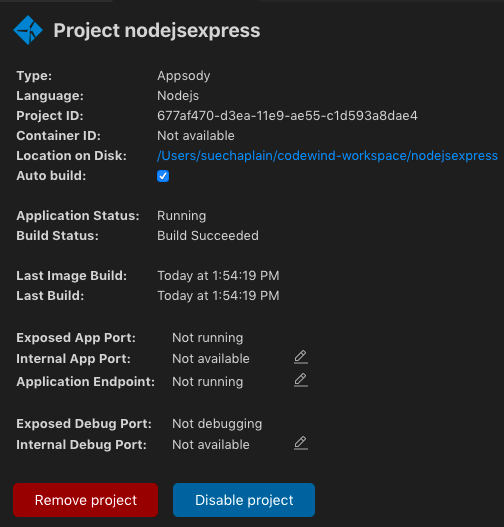 Project nodejsexpress
Type: Appsody
Language: Nodejs
Project ID: 677af470-d3ea-11e9-ae55-c1d593a8dae4
Container ID: Not available
Location on Disk: /Users/suechaplain/codewind-workspace/nodejsexpress
Auto build:
Application Status: Running
Build Status: Build Succeeded
Last Image Build: Today at 1:54:19 PM
Last Build: Today at 1:54:19 PM
Exposed App Port: Not running
Internal App Port: Not available
Application Endpoint: Not running
Exposed Debug Port: Not debugging
Internal Debug Port: Not available
Remove project Disable project